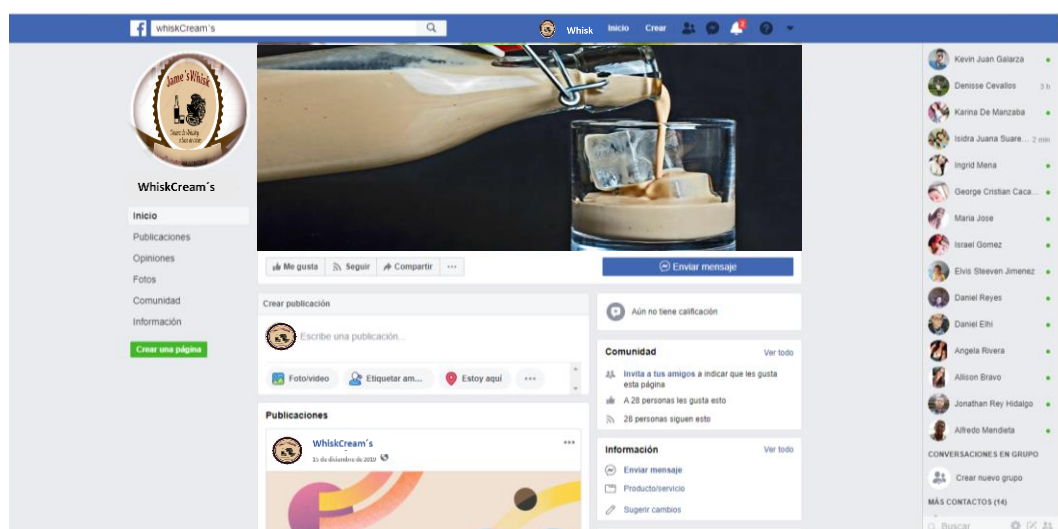 whiskCream´s
Whisk
Inicio
Crear
2
Jame´sWhisk
WhiskCream´s
Inicio
Publicaciones
Opiniones
Fotos
Comunidad
Información
Crear una página
Me gusta
Seguir
Compartir
Enviar mensaje
Crear publicación
Escribe una publicación...
Foto/video
Etiquetar am...
Estoy aquí
Publicaciones
WhiskCream´s
15 de diciembre de 2019
Aún no tiene calificación
Comunidad
Ver todo
Invita a tus amigos a indicar que les gusta
esta página
A 28 personas les gusta esto
28 personas siguen esto
Información
Ver todo
Enviar mensaje
Producto/servicio
Sugerir cambios
Kevin Juan Galarza
Denisse Cevallos 3 h
Karina De Manzaba
Isidra Juana Suare... 2 min
Ingrid Mena
George Cristian Caca...
Maria Jose
Israel Gomez
Elvis Steeven Jimenez
Daniel Reyes
Daniel Elhi
Angela Rivera
Allison Bravo
Jonathan Rey Hidalgo
Alfredo Mendieta
CONVERSACIONES EN GRUPO
Crear nuevo grupo
MÁS CONTACTOS (14)
Buscar